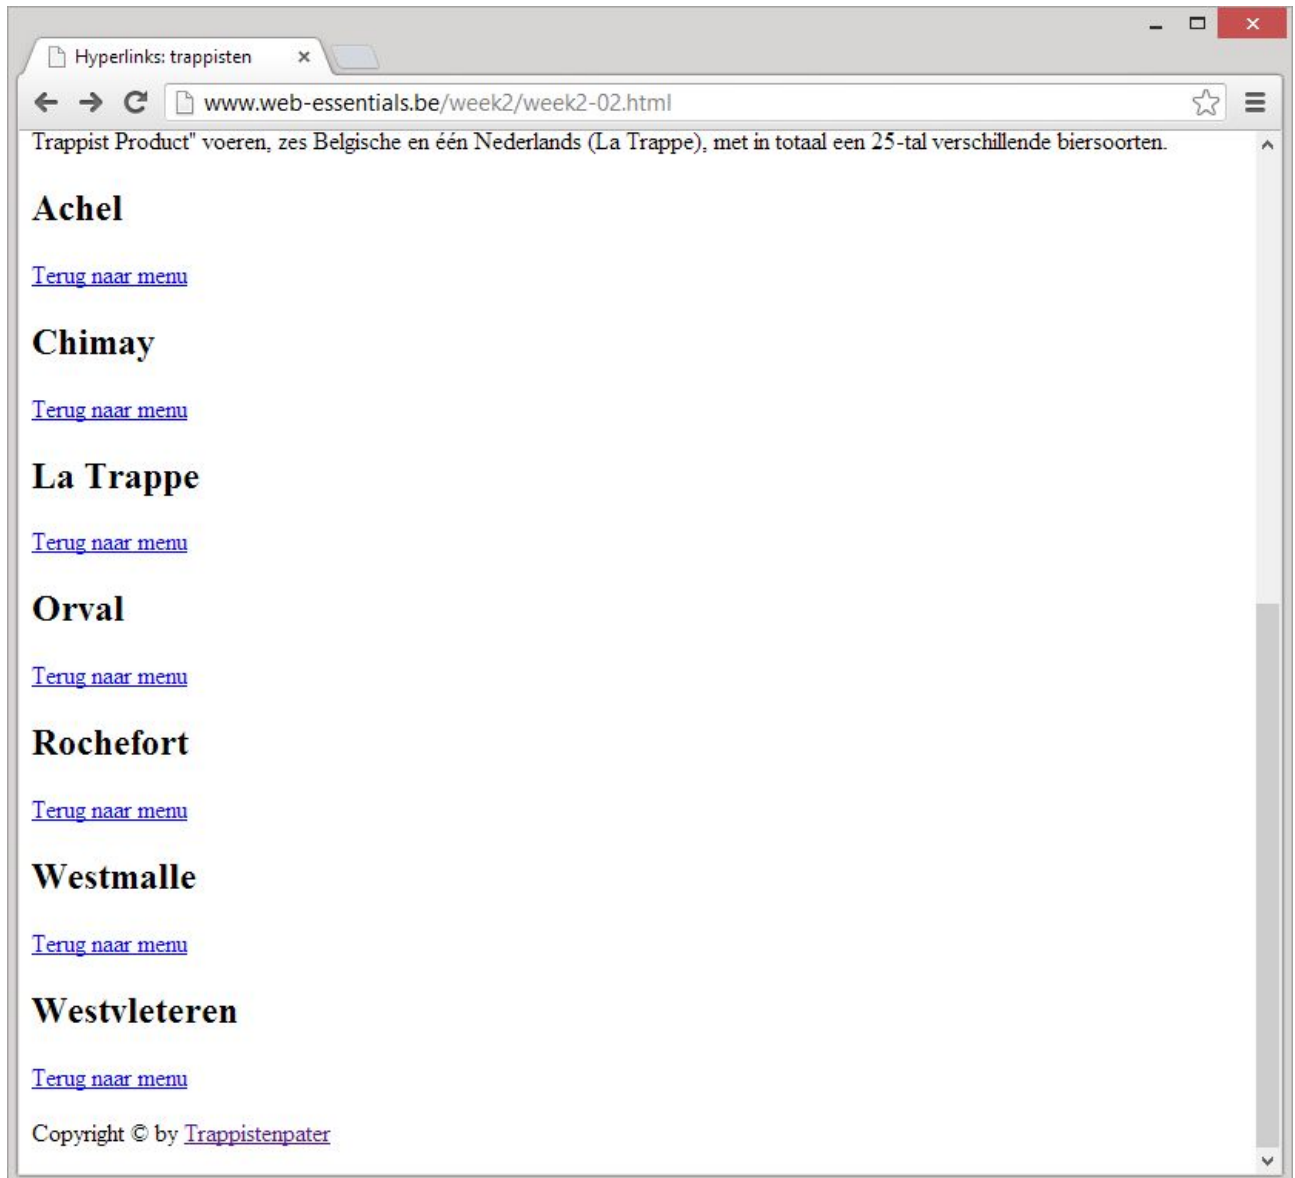 Hyperlinks: trappisten
www.web-essentials.be/week2/week2-02.html
Trappist Product" voeren, zes Belgische en één Nederlands (La Trappe), met in totaal een 25-tal verschillende biersoorten.
Achel
Terug naar menu
Chimay
Terug naar menu
La Trappe
Terug naar menu
Orval
Terug naar menu
Rochefort
Terug naar menu
Westmalle
Terug naar menu
Westvleteren
Terug naar menu
Copyright © by Trappistenpater